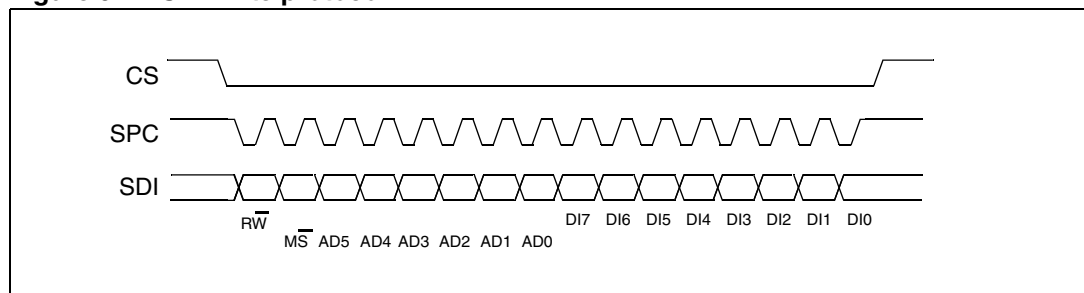 CS
SPC
SDI
RW
DI7 DI6 DI5 DI4 DI3 DI2 DI1 DI0
MS AD5 AD4 AD3 AD2 AD1 AD0